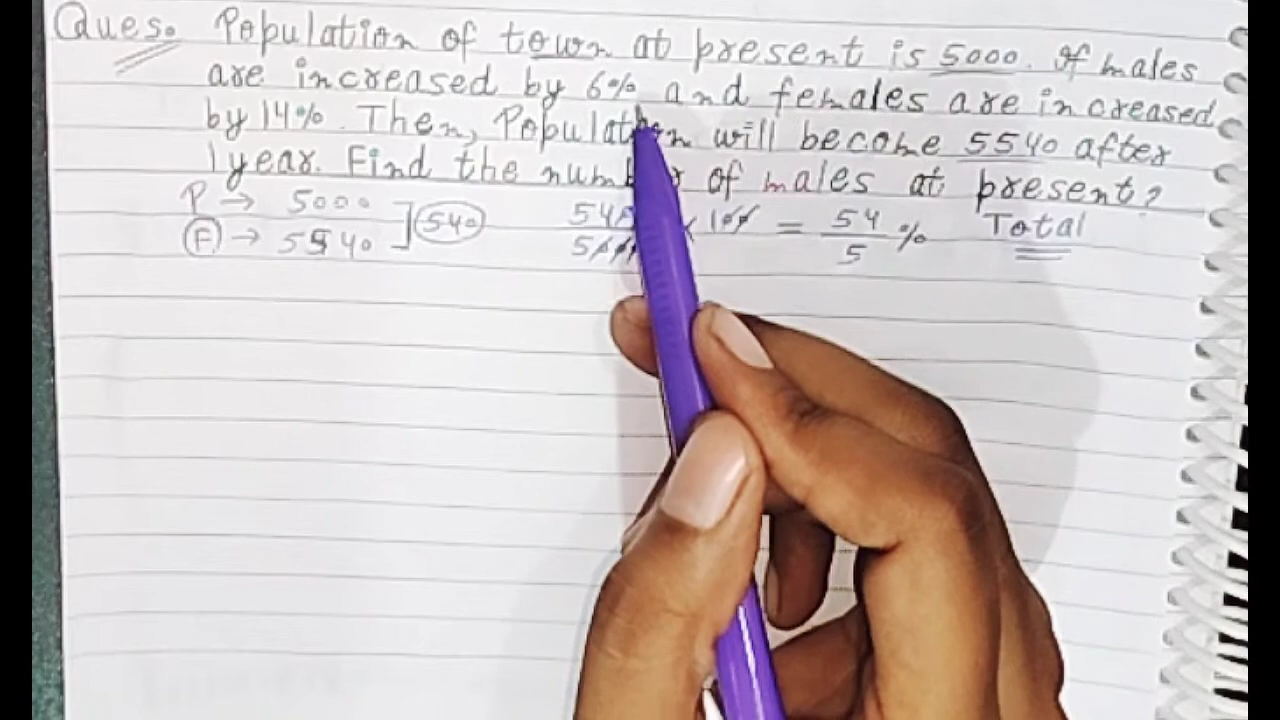 Ques. Population of town at present is 5000. If males
are increased by 6% and females are increased
by 14%. Then, Population will become 5540 after
1 year. Find the number of males at present?
P → 5000
F → 5540
540
540/5000 × 100 = 54/5 % Total